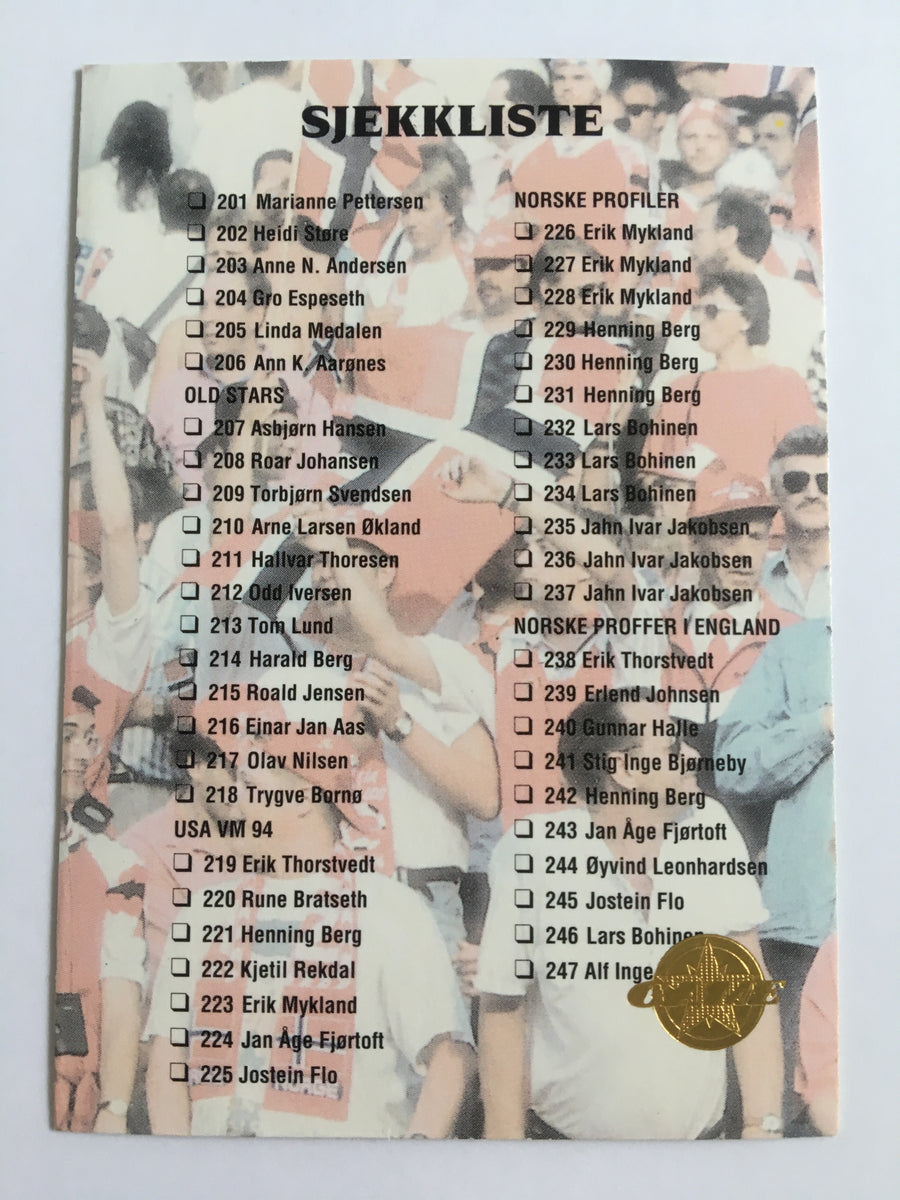 SJEKKLISTE
201 Marianne Pettersen
202 Heidi Støre
203 Anne N. Andersen
204 Gro Espeseth
205 Linda Medalen
206 Ann K. Aarønes
OLD STARS
207 Asbjørn Hansen
208 Roar Johansen
209 Torbjørn Svendsen
210 Arne Larsen Økland
211 Hallvar Thoresen
212 Odd Iversen
213 Tom Lund
214 Harald Berg
215 Roald Jensen
216 Einar Jan Aas
217 Olav Nilsen
218 Trygve Bornø
USA VM 94
219 Erik Thorstvedt
220 Rune Bratseth
221 Henning Berg
222 Kjetil Rekdal
223 Erik Mykland
224 Jan Åge Fjørtoft
225 Jostein Flo
NORSKE PROFILER
226 Erik Mykland
227 Erik Mykland
228 Erik Mykland
229 Henning Berg
230 Henning Berg
231 Henning Berg
232 Lars Bohinen
233 Lars Bohinen
234 Lars Bohinen
235 Jahn Ivar Jakobsen
236 Jahn Ivar Jakobsen
237 Jahn Ivar Jakobsen
NORSKE PROFFER I ENGLAND
238 Erik Thorstvedt
239 Erlend Johnsen
240 Gunnar Halle
241 Stig Inge Bjørneby
242 Henning Berg
243 Jan Åge Fjørtoft
244 Øyvind Leonhardsen
245 Jostein Flo
246 Lars Bohinen
247 Alf Inge